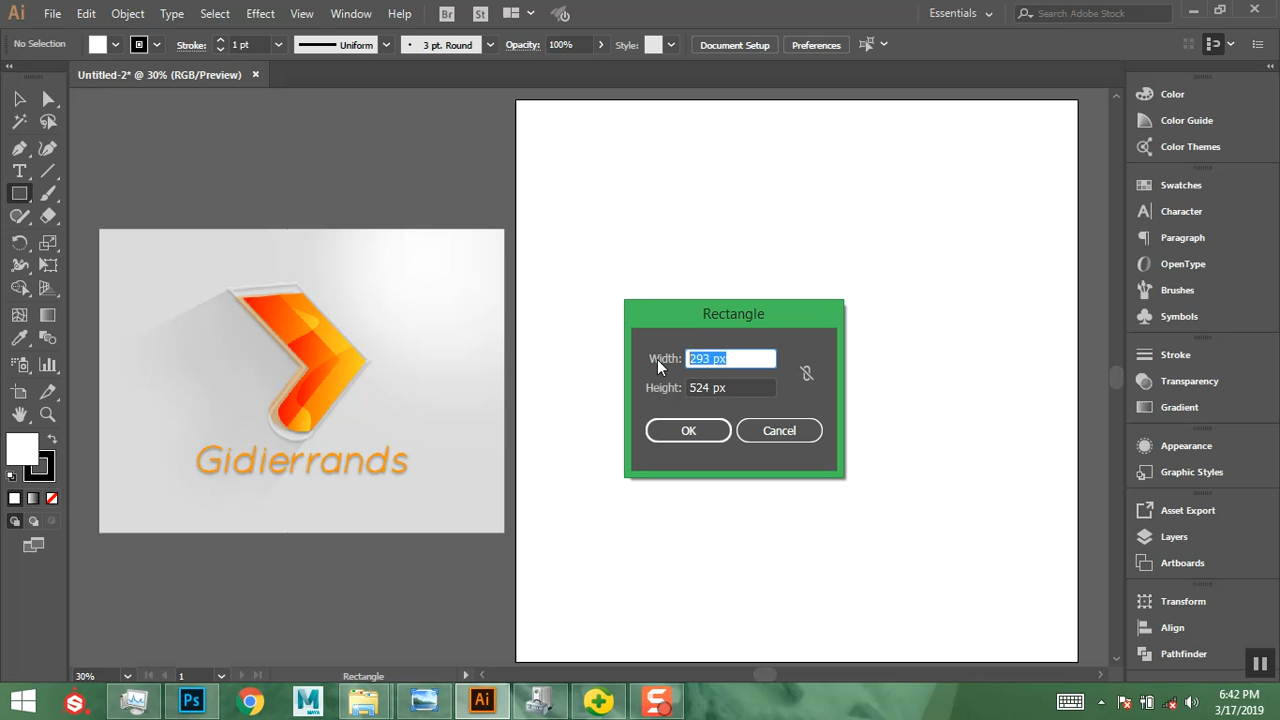 Ai File Edit Object Type Select Effect View Window Help Br St Essentials Search Adobe Stock
No Selection Stroke: 1 pt Uniform 3 pt. Round Opacity: 100% Style: Document Setup Preferences
Untitled-2* @ 30% (RGB/Preview)
Color
Color Guide
Color Themes
Swatches
Character
Paragraph
OpenType
Symbols
Stroke
Transparency
Gradient
Appearance
Graphic Styles
Asset Export
Layers
Artboards
Transform
Align
Pathfinder
Rectangle
Width: 293 px
Height: 524 px
OK Cancel
Gidierrands
30% 1 Rectangle
Ps M MAYA Ai S
6:42 PM
3/17/2019